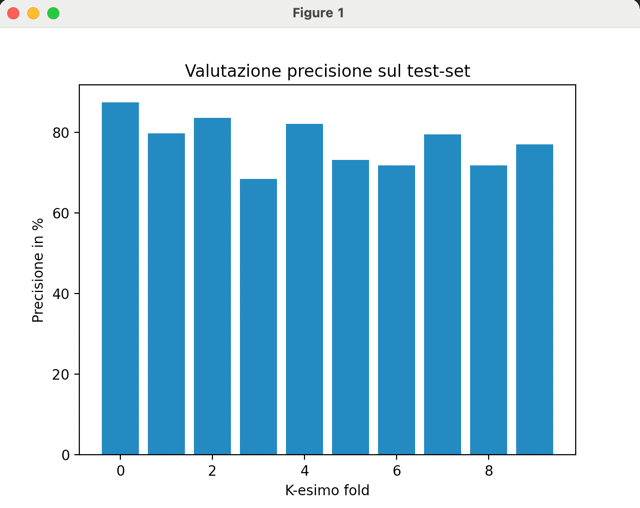 Figure 1
Valutazione precisione sul test-set
Precisione in %
80
60
40
20
0
0 2 4 6 8
K-esimo fold